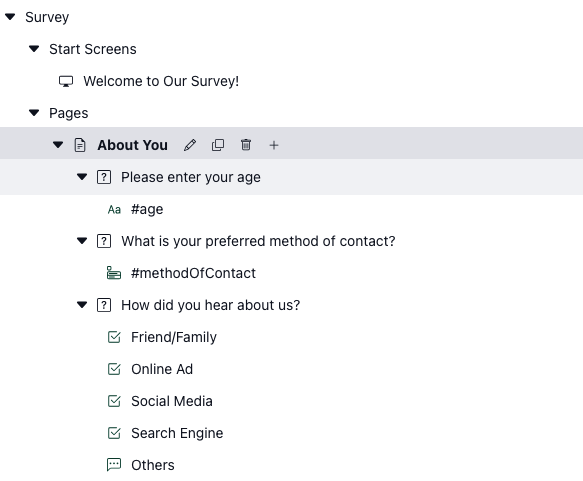 Survey
Start Screens
Welcome to Our Survey!
Pages
About You
Please enter your age
Aa #age
What is your preferred method of contact?
#methodOfContact
How did you hear about us?
Friend/Family
Online Ad
Social Media
Search Engine
Others